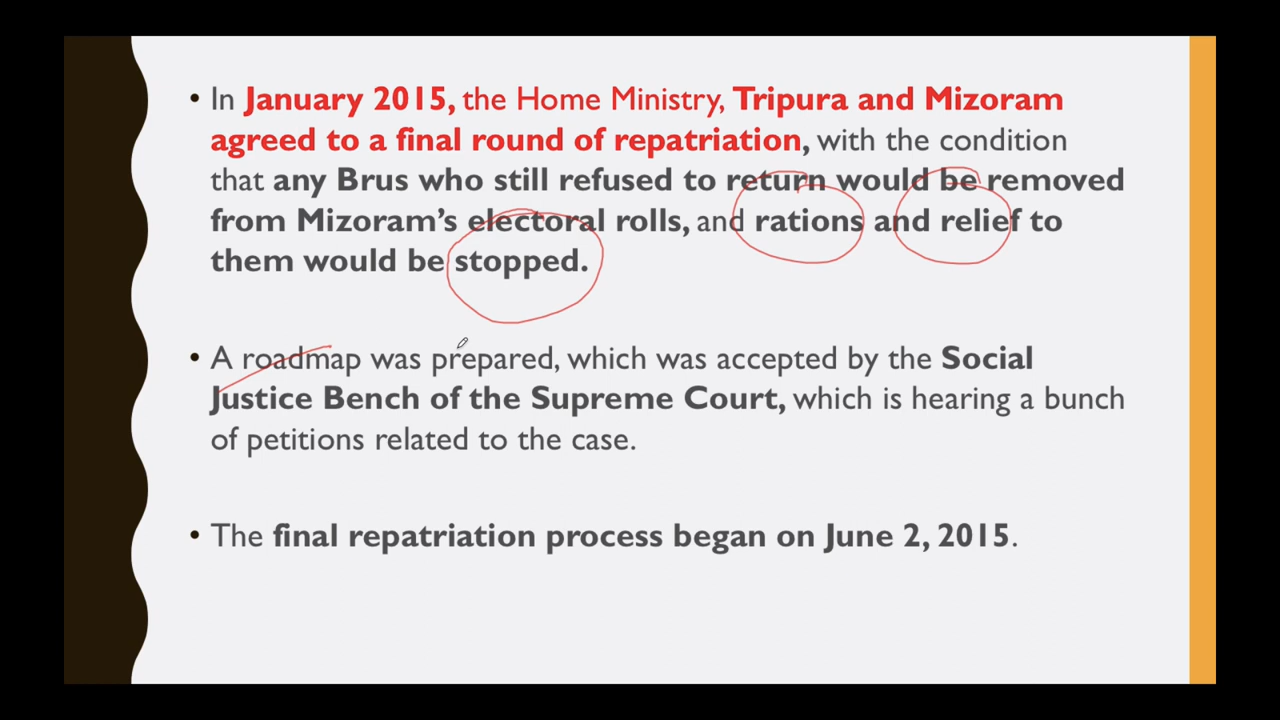 • In January 2015, the Home Ministry, Tripura and Mizoram
agreed to a final round of repatriation, with the condition
that any Brus who still refused to return would be removed
from Mizoram’s electoral rolls, and rations and relief to
them would be stopped.
• A roadmap was prepared, which was accepted by the Social
Justice Bench of the Supreme Court, which is hearing a bunch
of petitions related to the case.
• The final repatriation process began on June 2, 2015.